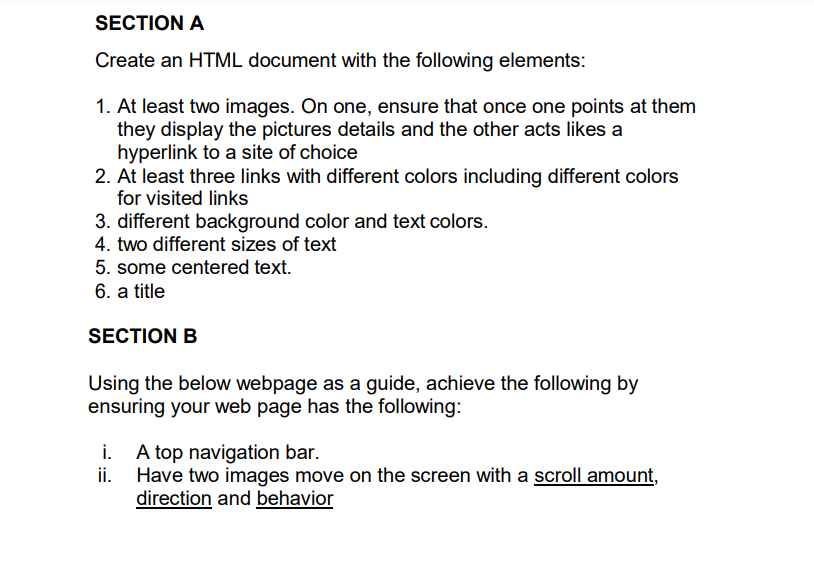 SECTION A
Create an HTML document with the following elements:
1. At least two images. On one, ensure that once one points at them
they display the pictures details and the other acts likes a
hyperlink to a site of choice
2. At least three links with different colors including different colors
for visited links
3. different background color and text colors.
4. two different sizes of text
5. some centered text.
6. a title
SECTION B
Using the below webpage as a guide, achieve the following by
ensuring your web page has the following:
i. A top navigation bar.
ii. Have two images move on the screen with a scroll amount,
direction and behavior